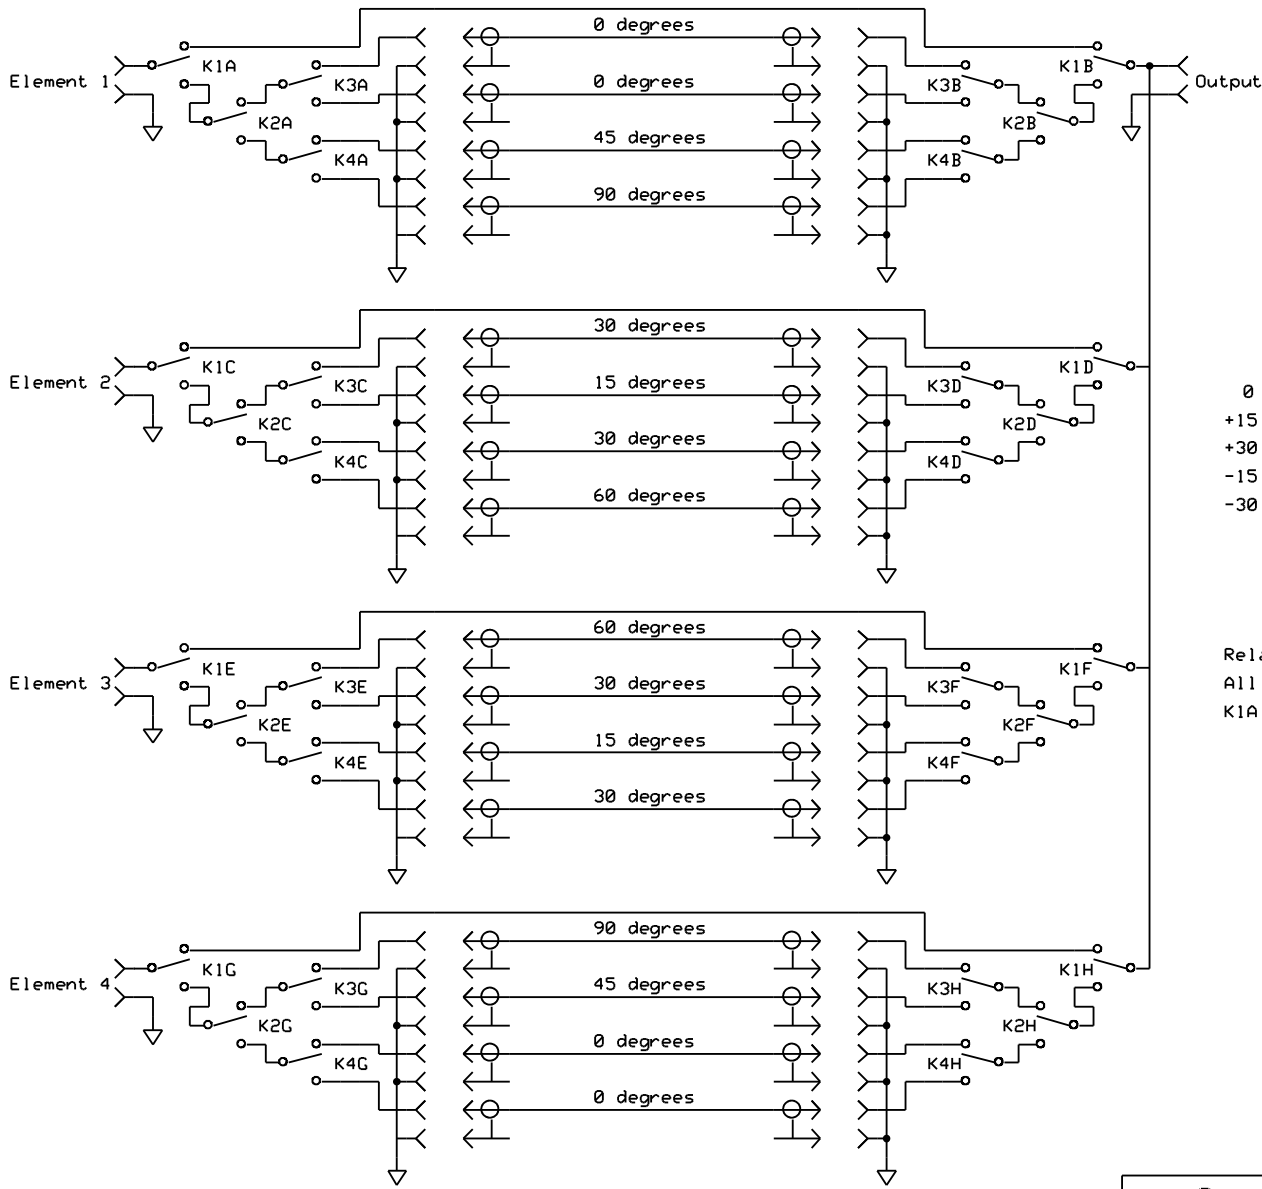 0 degrees
Element 1
K1A
K3A
K2A
K4A
0 degrees
45 degrees
90 degrees
K1B
K3B
K2B
K4B
Output
30 degrees
Element 2
K1C
K3C
K2C
K4C
15 degrees
30 degrees
60 degrees
K1D
K3D
K2D
K4D
0
+15
+30
-15
-30
60 degrees
Element 3
K1E
K3E
K2E
K4E
30 degrees
15 degrees
30 degrees
K1F
K3F
K2F
K4F
Rela
All
K1A
90 degrees
Element 4
K1G
K3G
K2G
K4G
45 degrees
0 degrees
0 degrees
K1H
K3H
K2H
K4H